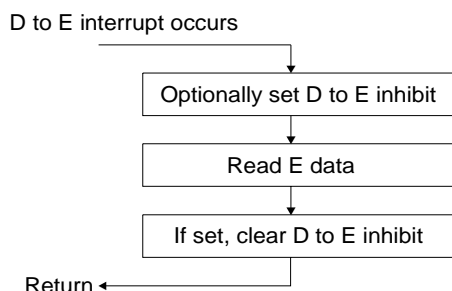 D to E interrupt occurs
Optionally set D to E inhibit
Read E data
If set, clear D to E inhibit
Return